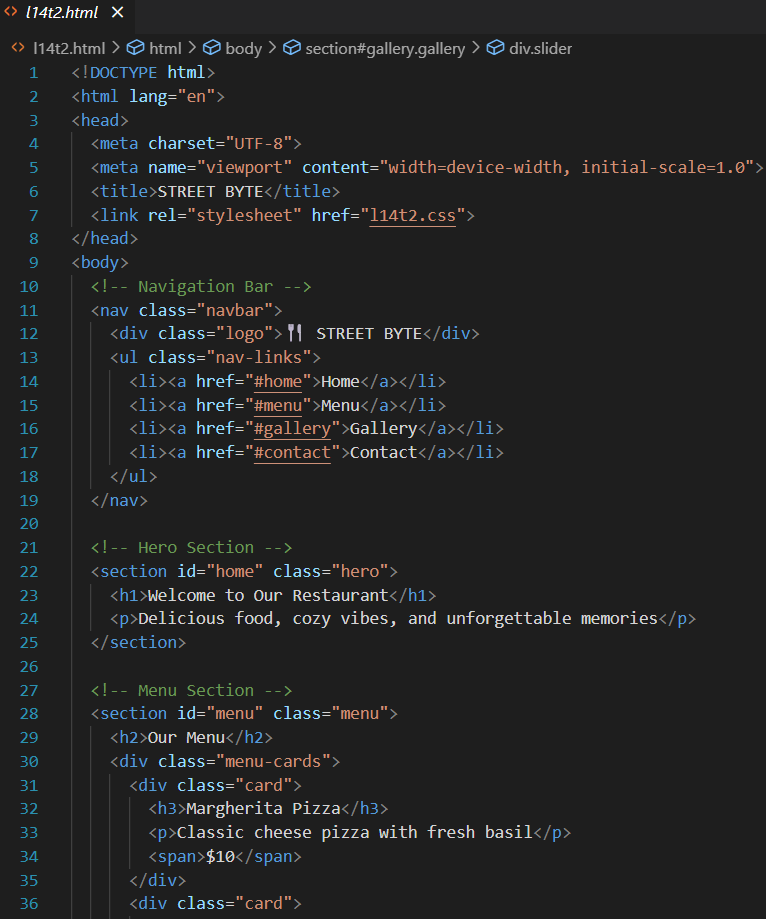 <> l14t2.html ×
<> l14t2.html > html > body > section#gallery.gallery > div.slider
1 <!DOCTYPE html>
2 <html lang="en">
3 <head>
4 <meta charset="UTF-8">
5 <meta name="viewport" content="width=device-width, initial-scale=1.0">
6 <title>STREET BYTE</title>
7 <link rel="stylesheet" href="l14t2.css">
8 </head>
9 <body>
10 <!-- Navigation Bar -->
11 <nav class="navbar">
12 <div class="logo">🍴 STREET BYTE</div>
13 <ul class="nav-links">
14 <li><a href="#home">Home</a></li>
15 <li><a href="#menu">Menu</a></li>
16 <li><a href="#gallery">Gallery</a></li>
17 <li><a href="#contact">Contact</a></li>
18 </ul>
19 </nav>
20
21 <!-- Hero Section -->
22 <section id="home" class="hero">
23 <h1>Welcome to Our Restaurant</h1>
24 <p>Delicious food, cozy vibes, and unforgettable memories</p>
25 </section>
26
27 <!-- Menu Section -->
28 <section id="menu" class="menu">
29 <h2>Our Menu</h2>
30 <div class="menu-cards">
31 <div class="card">
32 <h3>Margherita Pizza</h3>
33 <p>Classic cheese pizza with fresh basil</p>
34 <span>$10</span>
35 </div>
36 <div class="card">